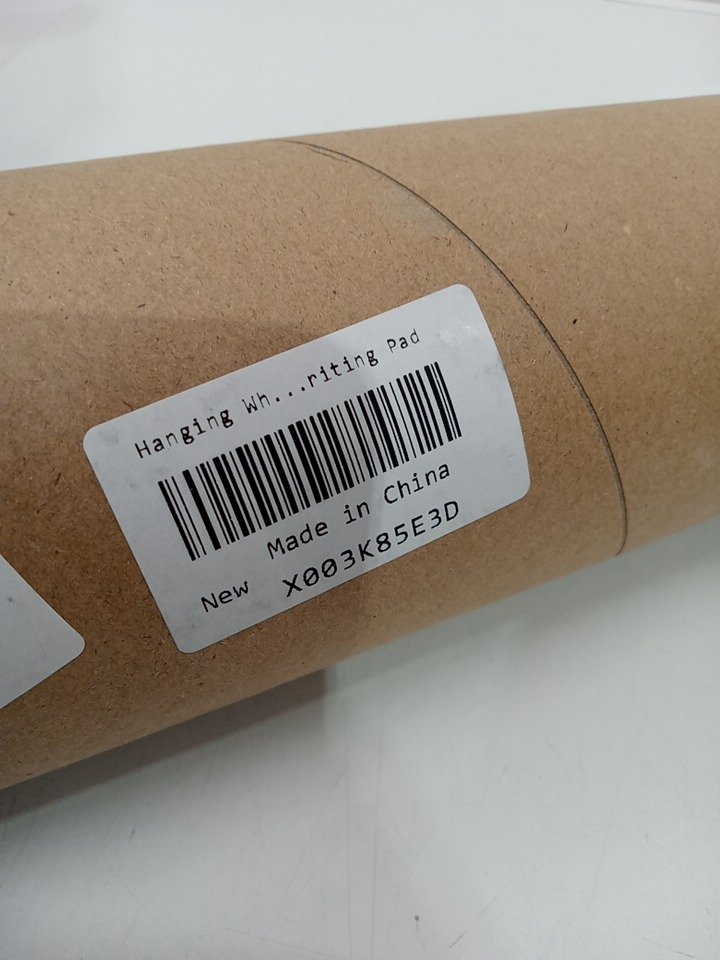 Hanging Wh...riting Pad
Made in China
New X003K85E3D